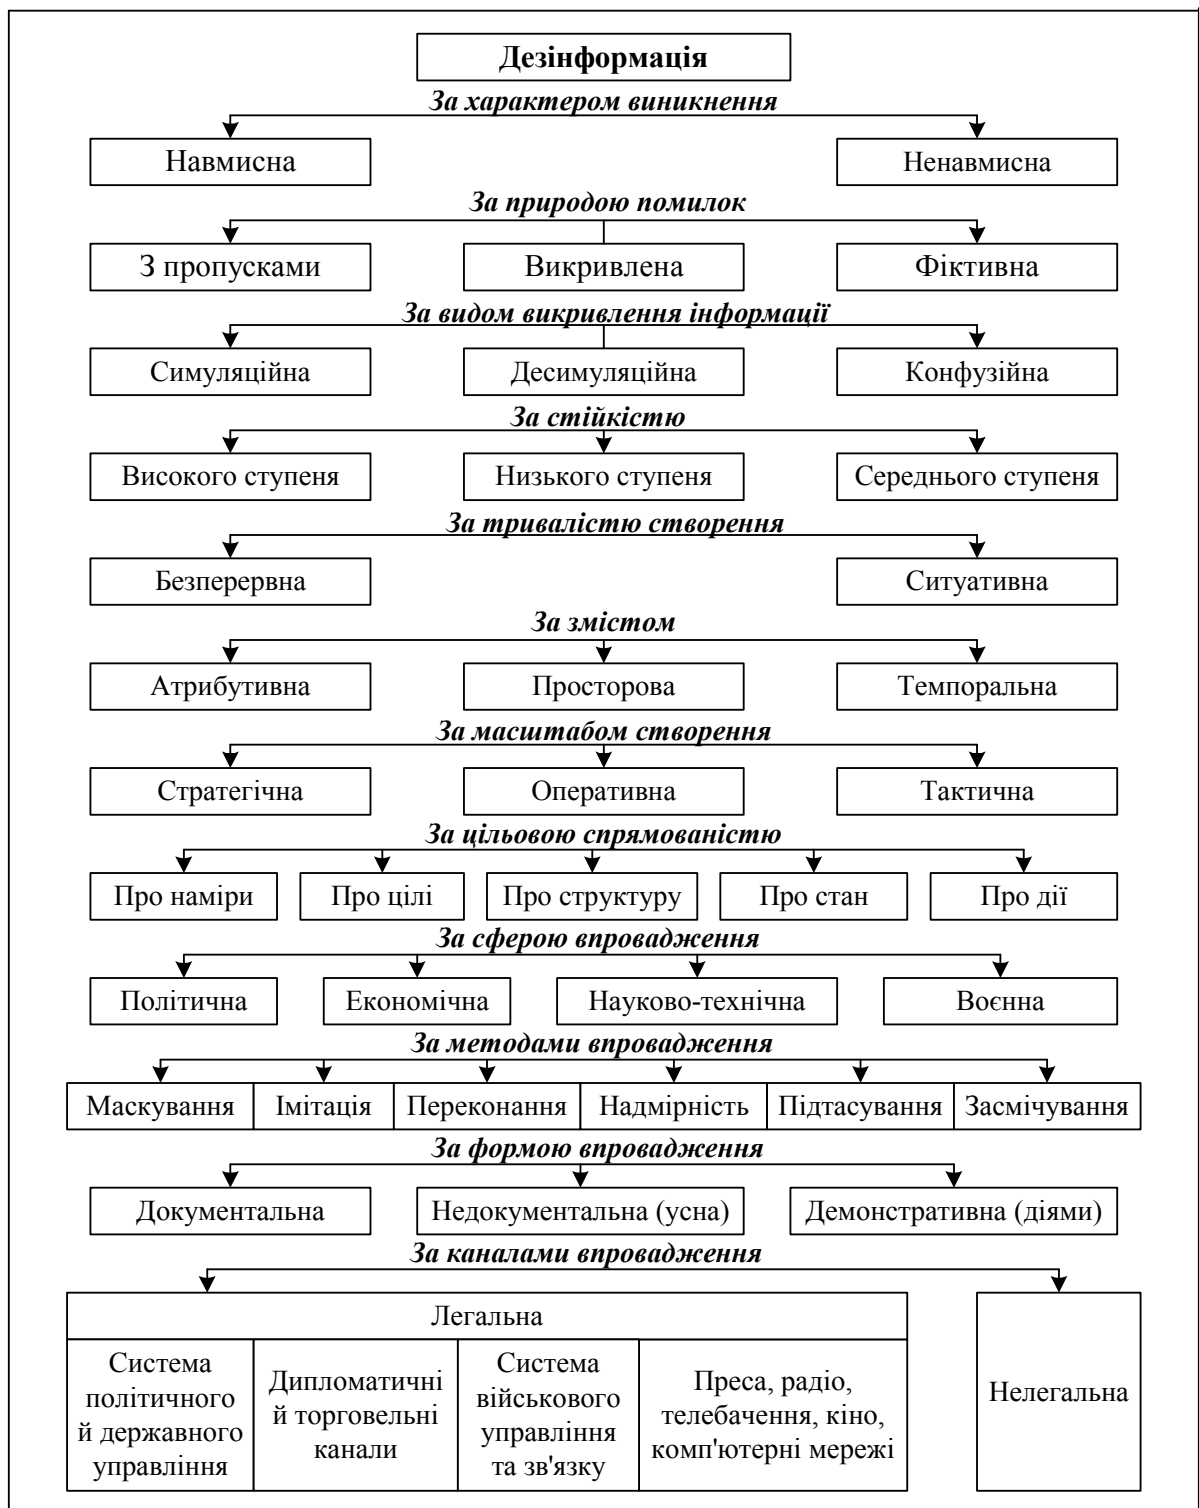 Дезінформація
За характером виникнення
Навмисна Ненавмисна
За природою помилок
З пропусками Викривлена Фіктивна
За видом викривлення інформації
Симуляційна Десимуляційна Конфузійна
За стійкістю
Високого ступеня Низького ступеня Середнього ступеня
За тривалістю створення
Безперервна Ситуативна
За змістом
Атрибутивна Просторова Темпоральна
За масштабом створення
Стратегічна Оперативна Тактична
За цільовою спрямованістю
Про наміри Про цілі Про структуру Про стан Про дії
За сферою впровадження
Політична Економічна Науково-технічна Воєнна
За методами впровадження
Маскування Імітація Переконання Надмірність Підтасування Засмічування
За формою впровадження
Документальна Недокументальна (усна) Демонстративна (діями)
За каналами впровадження
Легальна
Система
політичного
й державного
управління
Дипломатичні
й торговельні
канали
Система
військового
управління
та зв'язку
Преса, радіо,
телебачення, кіно,
комп'ютерні мережі
Нелегальна